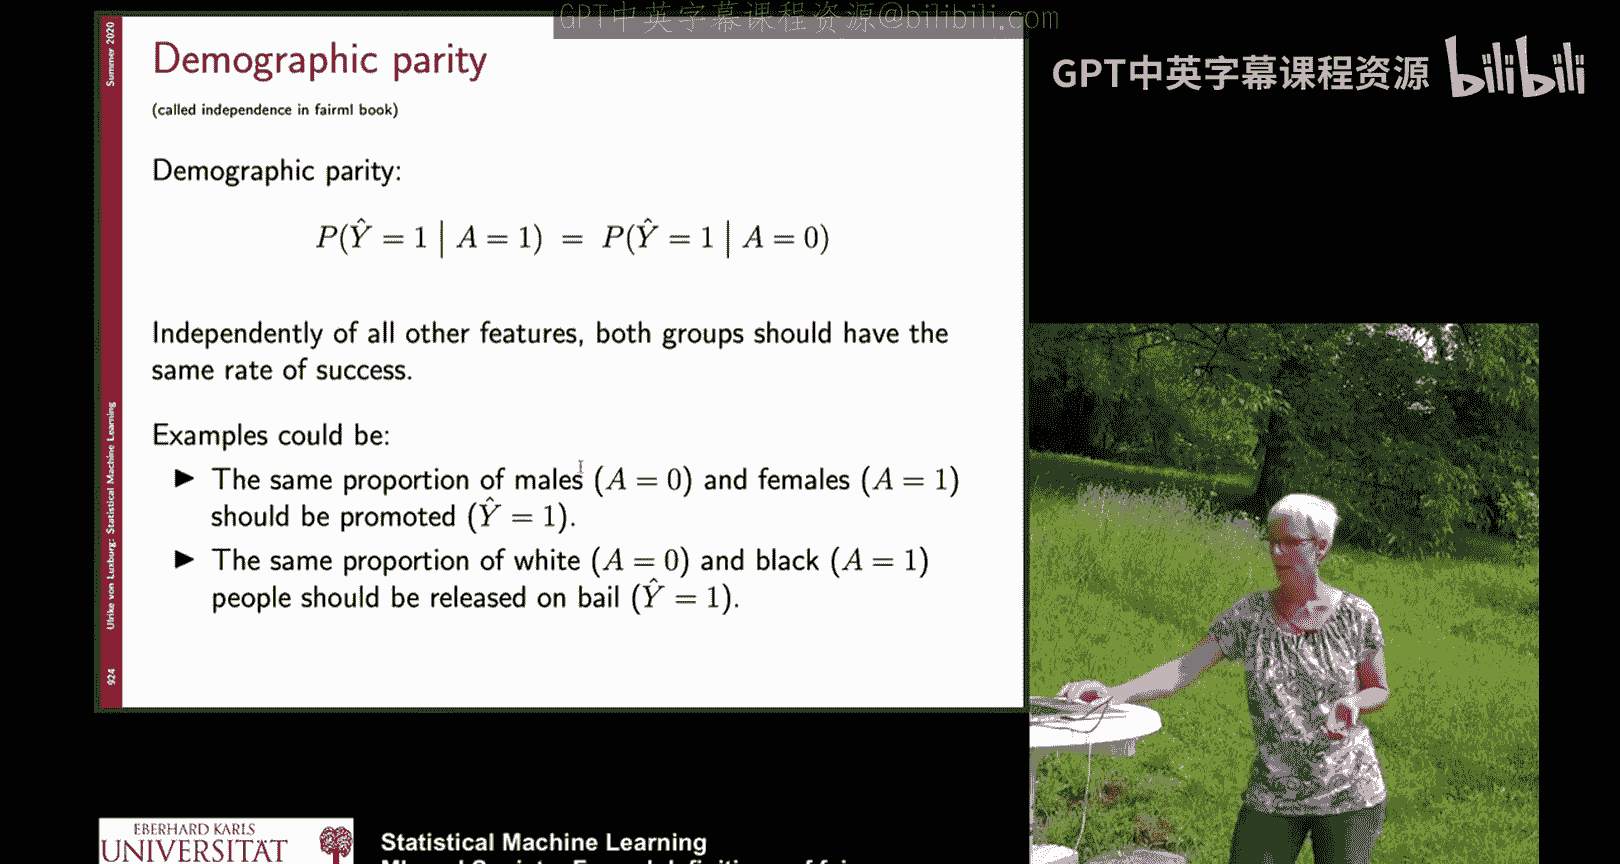 GPT中英字幕课程资源@bilibili.com
GPT中英字幕课程资源 bilibili
Summer 2020
Demographic parity
(called independence in fairml book)
Demographic parity:
P(Ŷ = 1 | A = 1) = P(Ŷ = 1 | A = 0)
Independently of all other features, both groups should have the
same rate of success.
Examples could be:
▶ The same proportion of males (A = 0) and females (A = 1)
should be promoted (Ŷ = 1).
▶ The same proportion of white (A = 0) and black (A = 1)
people should be released on bail (Ŷ = 1).
Ulrike von Luxburg: Statistical Machine Learning
924
EBERHARD KARLS
UNIVERSITÄT
Statistical Machine Learning